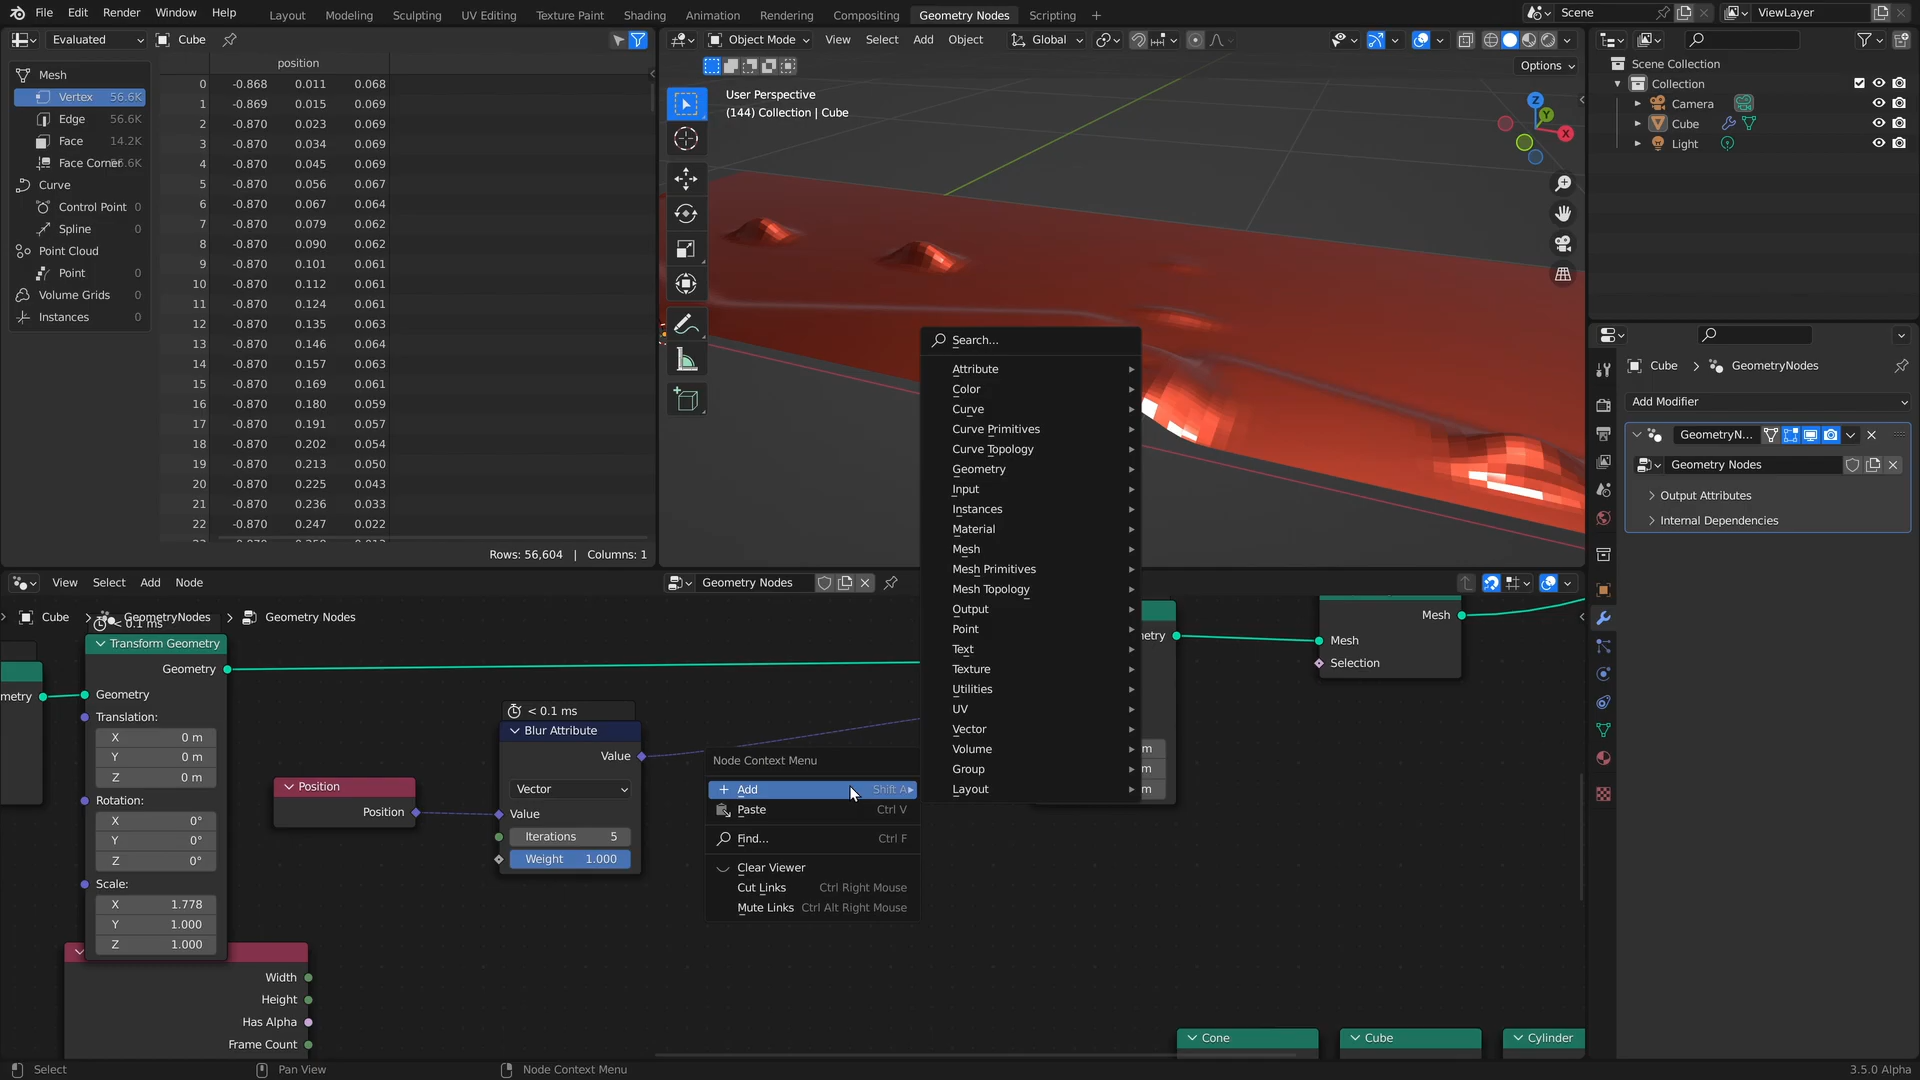 File Edit Render Window Help Layout Modeling Sculpting UV Editing Texture Paint Shading Animation Rendering Compositing Geometry Nodes Scripting + Scene ViewLayer
Evaluated Cube
Object Mode View Select Add Object Global
Options
position
Mesh
Vertex 56.6K
Edge 56.6K
Face 14.2K
Curve
Control Point 0
Spline 0
Point Cloud
Point 0
Volume Grids 0
Instances 0
0 -0.868 0.011 0.068
1 -0.869 0.015 0.069
2 -0.870 0.023 0.069
3 -0.870 0.034 0.069
4 -0.870 0.045 0.069
5 -0.870 0.056 0.067
6 -0.870 0.067 0.064
7 -0.870 0.079 0.062
8 -0.870 0.090 0.062
9 -0.870 0.101 0.061
10 -0.870 0.112 0.061
11 -0.870 0.124 0.061
12 -0.870 0.135 0.063
13 -0.870 0.146 0.064
14 -0.870 0.157 0.063
15 -0.870 0.169 0.061
16 -0.870 0.180 0.059
17 -0.870 0.191 0.057
18 -0.870 0.202 0.054
19 -0.870 0.213 0.050
20 -0.870 0.225 0.043
21 -0.870 0.236 0.033
22 -0.870 0.247 0.022
Rows: 56,604 | Columns: 1
User Perspective
(144) Collection | Cube
Z
Y
X
Scene Collection
Collection
Camera
Cube
Light
Cube > GeometryNodes
Add Modifier
GeometryN...
Geometry Nodes
Output Attributes
Internal Dependencies
View Select Add Node Geometry Nodes
Cube > GeometryNodes > Geometry Nodes
< 0.1 ms
Transform Geometry
Geometry
Geometry
Translation:
X 0 m
Y 0 m
Z 0 m
Rotation:
X 0°
Y 0°
Z 0°
Scale:
X 1.778
Y 1.000
Z 1.000
Width
Height
Has Alpha
Frame Count
Position
Position
< 0.1 ms
Blur Attribute
Value
Vector
Value
Iterations 5
Weight 1.000
Node Context Menu
Add Shift A
Paste Ctrl V
Find... Ctrl F
Clear Viewer
Cut Links Ctrl Right Mouse
Mute Links Ctrl Alt Right Mouse
Search...
Attribute
Color
Curve
Curve Primitives
Curve Topology
Geometry
Input
Instances
Material
Mesh
Mesh Primitives
Mesh Topology
Output
Point
Text
Texture
Utilities
UV
Vector
Volume
Group
Layout
etry
m
m
m
Mesh
Mesh
Selection
Cone
Cube
Cylinder
Select Pan View Node Context Menu 3.5.0 Alpha